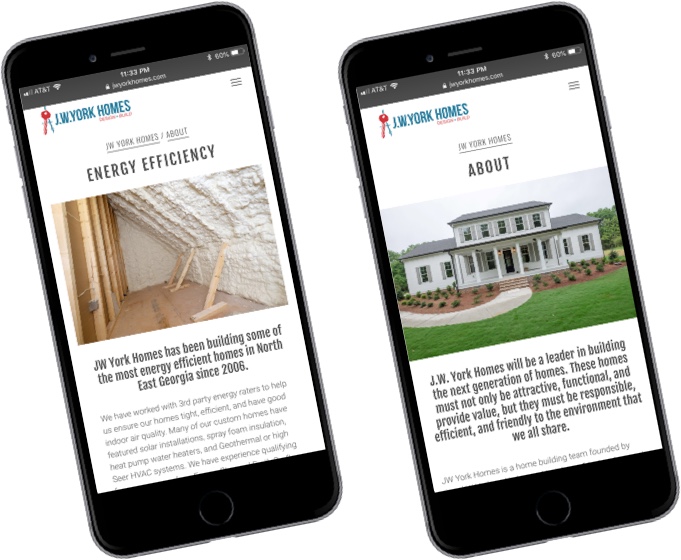 AT&T
11:33 PM
60%
jwyorkhomes.com
J.W.YORK HOMES
DESIGN + BUILD
JW YORK HOMES / ABOUT
ENERGY EFFICIENCY
JW York Homes has been building some of
the most energy efficient homes in North
East Georgia since 2006.
We have worked with 3rd party energy raters to help
us ensure our homes tight, efficient, and have good
indoor air quality. Many of our custom homes have
featured solar installations, spray foam insulation,
heat pump water heaters, and Geothermal or high
Seer HVAC systems. We have experience qualifying
AT&T
11:33 PM
60%
jwyorkhomes.com
J.W.YORK HOMES
DESIGN + BUILD
JW YORK HOMES
ABOUT
J.W. York Homes will be a leader in building
the next generation of homes. These homes
must not only be attractive, functional, and
provide value, but they must be responsible,
efficient, and friendly to the environment that
we all share.
JW York Homes is a home building team founded by